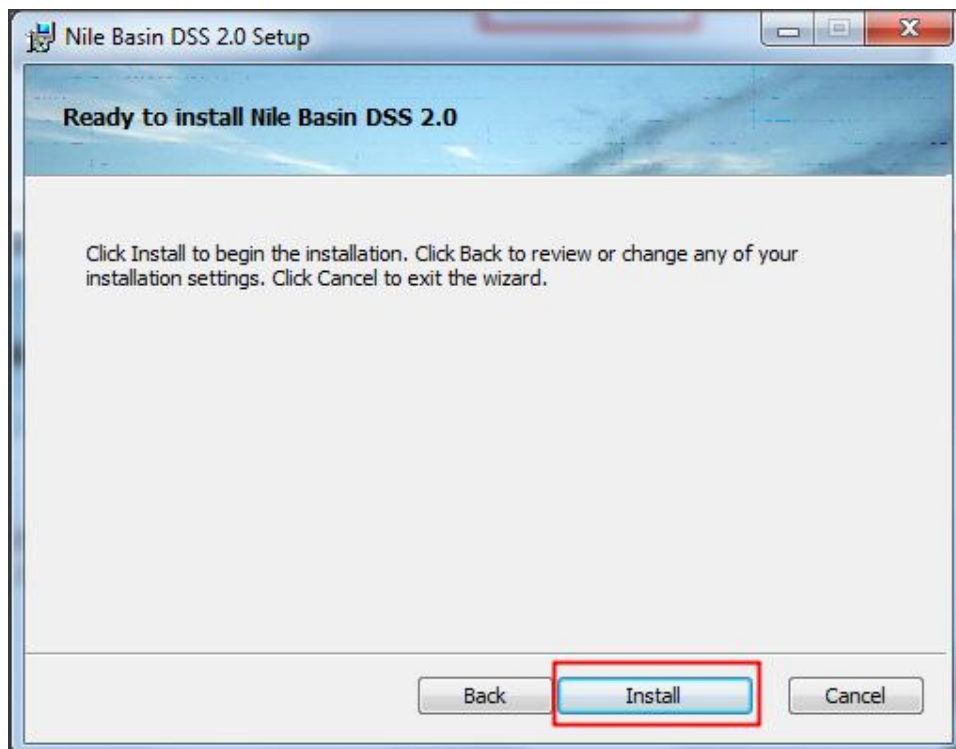 Nile Basin DSS 2.0 Setup
Ready to install Nile Basin DSS 2.0
Click Install to begin the installation. Click Back to review or change any of your
installation settings. Click Cancel to exit the wizard.
Back Install Cancel